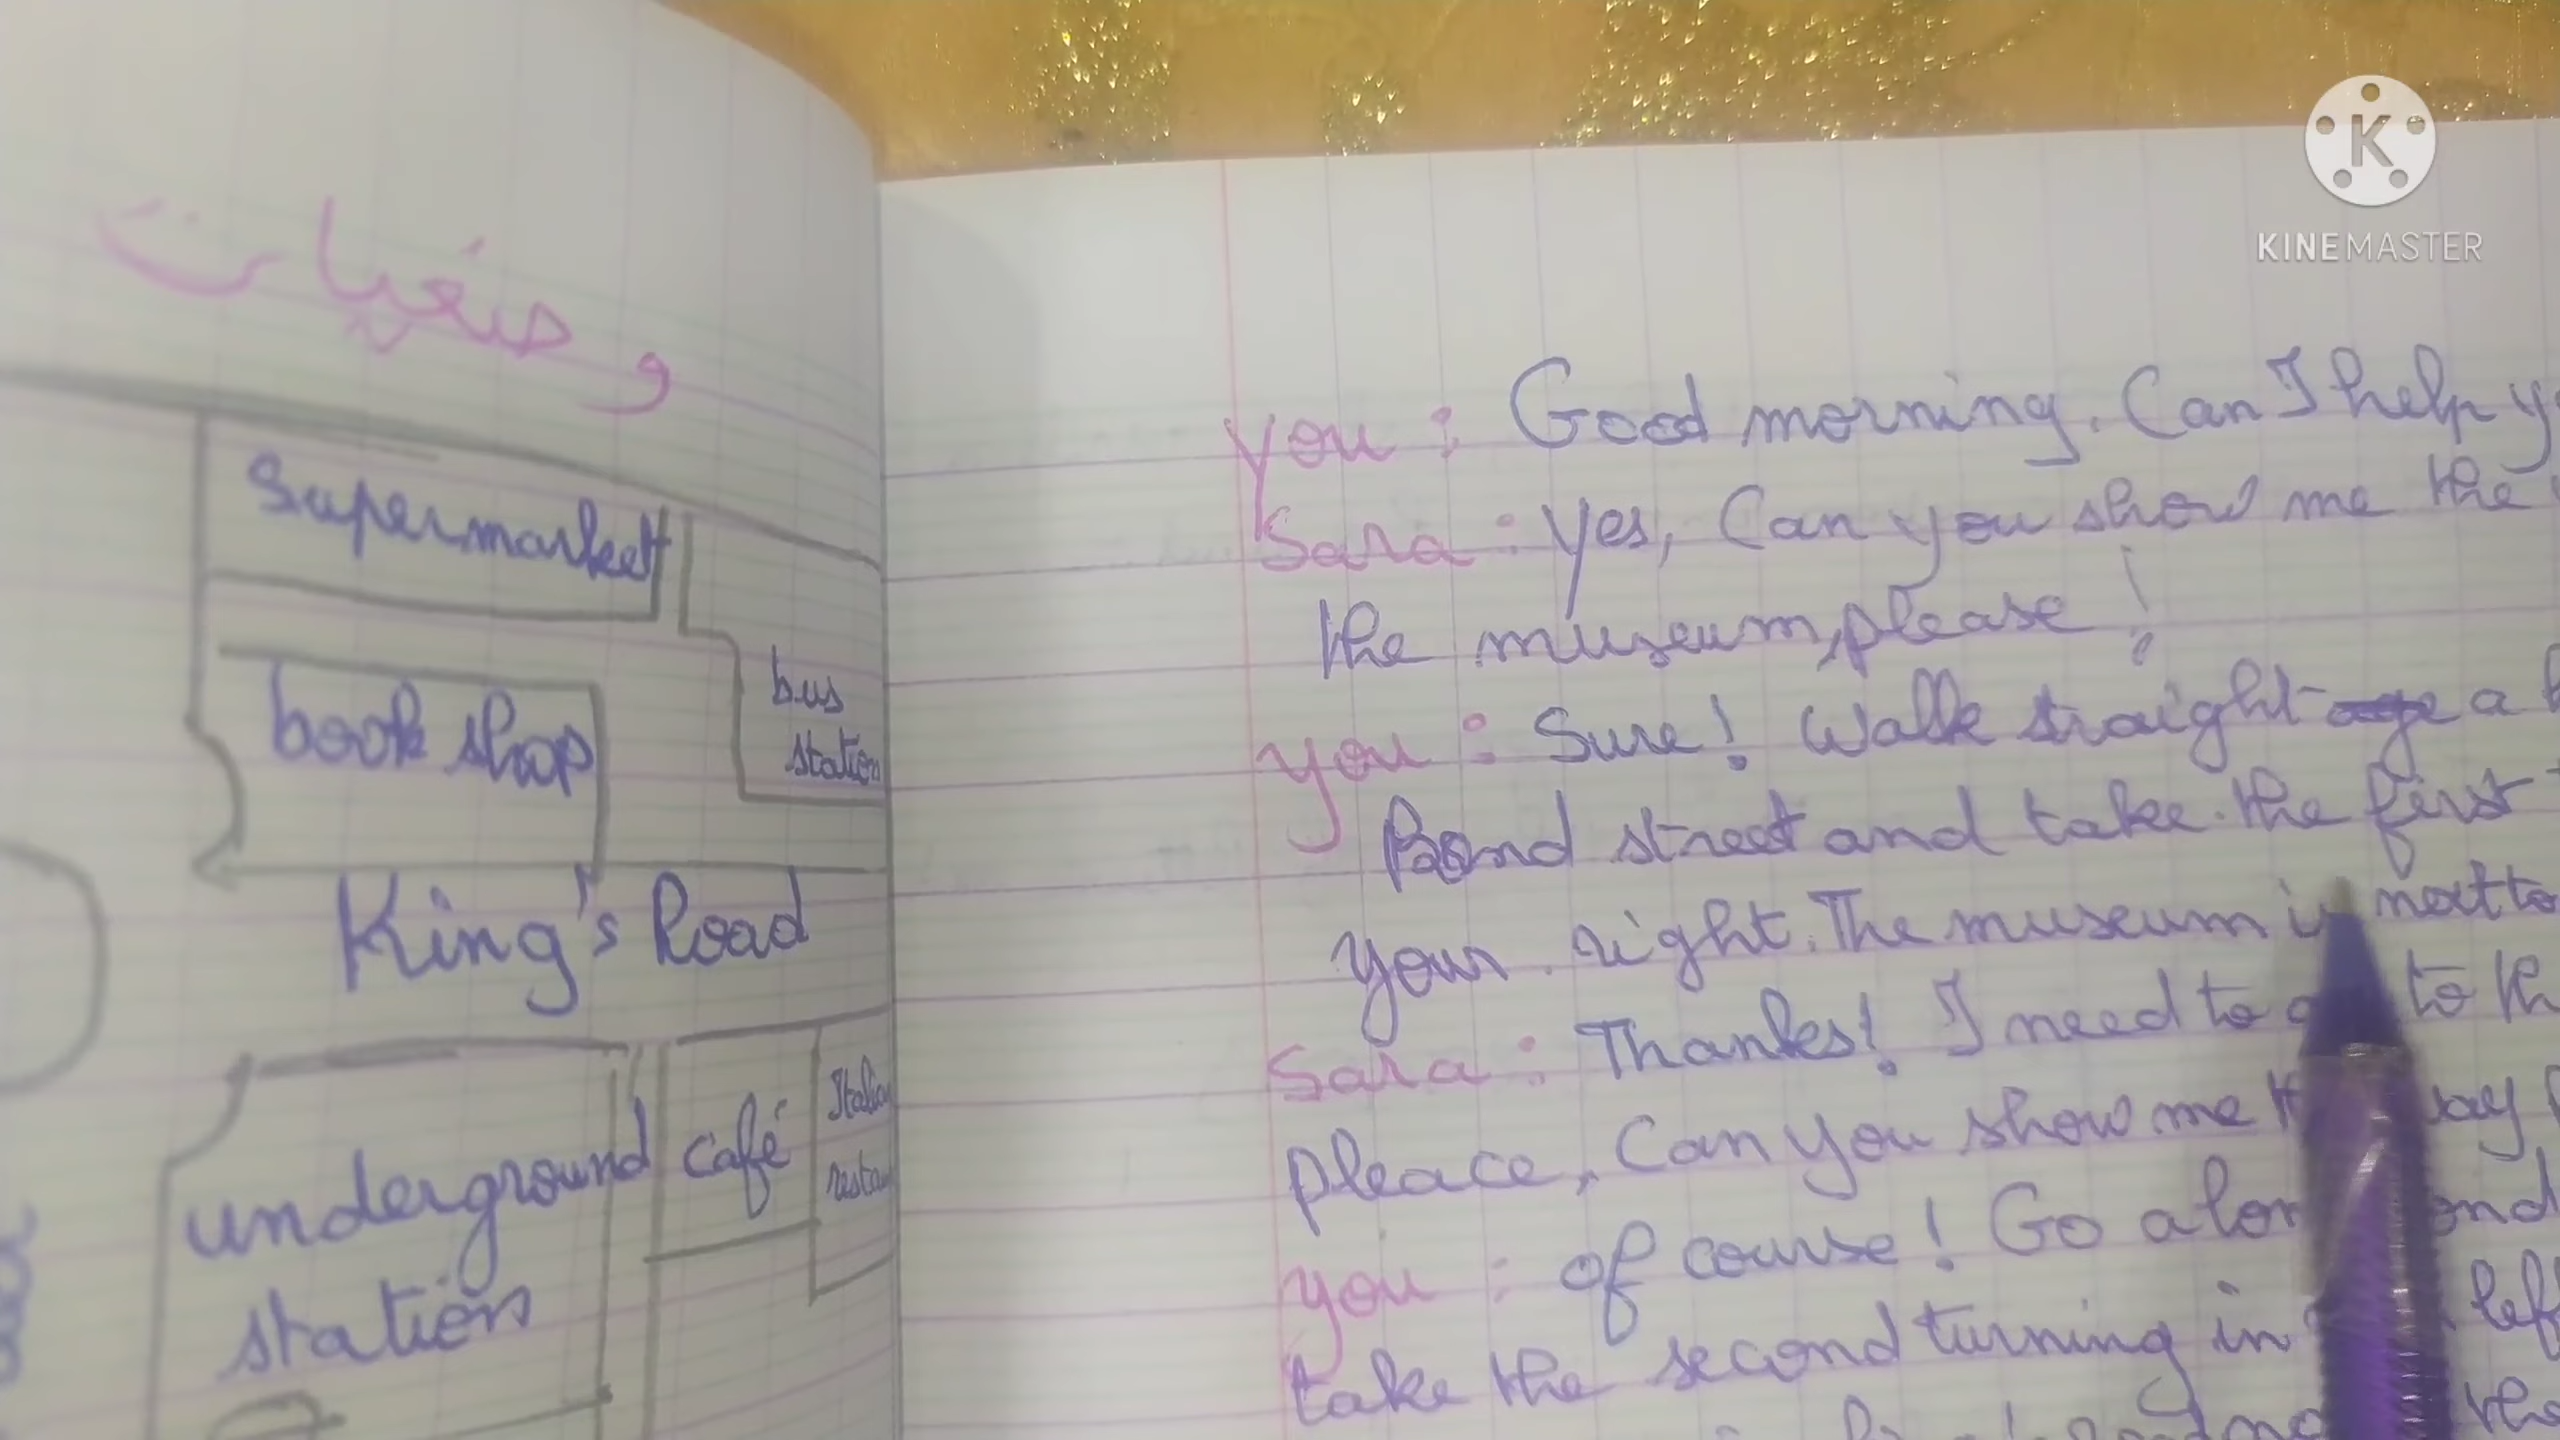 وضعيات
Supermarket
book shop
bus
station
King's Road
underground
station
café
Italian
you : Good morning. Can I help
Sara : Yes, Can you show me the
the museum, please !
you : Sure! Walk straight a
Bond street and take the first
your right. The museum is next to
Sara : Thanks! I need to to
pleace, Can you show me
you : of course! Go
take the second turning in
the
K
KINEMASTER